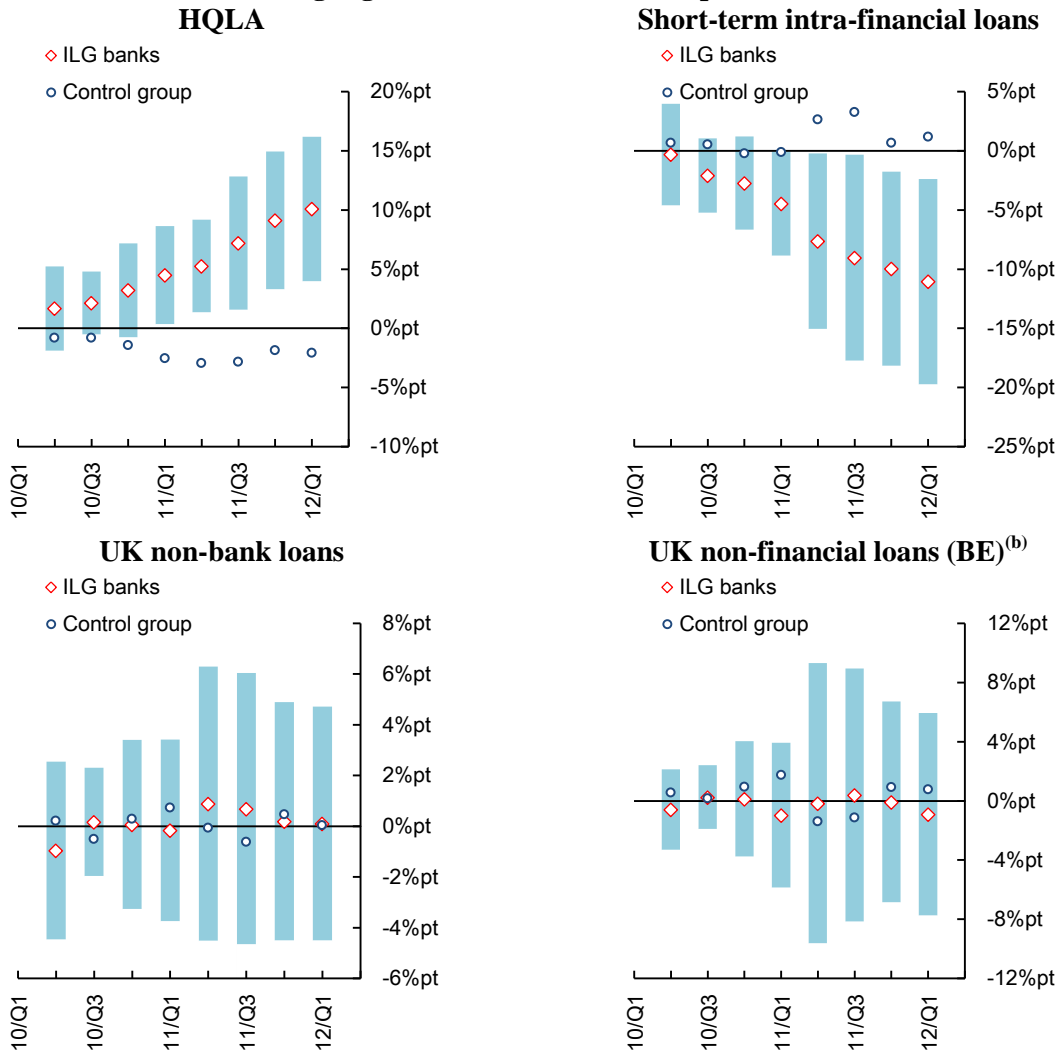 HQLA
ILG banks
Control group
20%pt
15%pt
10%pt
5%pt
0%pt
-5%pt
-10%pt
10/Q1
10/Q3
11/Q1
11/Q3
12/Q1
Short-term intra-financial loans
ILG banks
Control group
5%pt
0%pt
-5%pt
-10%pt
-15%pt
-20%pt
-25%pt
10/Q1
10/Q3
11/Q1
11/Q3
12/Q1
UK non-bank loans
ILG banks
Control group
8%pt
6%pt
4%pt
2%pt
0%pt
-2%pt
-4%pt
-6%pt
10/Q1
10/Q3
11/Q1
11/Q3
12/Q1
UK non-financial loans (BE)(b)
ILG banks
Control group
12%pt
8%pt
4%pt
0%pt
-4%pt
-8%pt
-12%pt
10/Q1
10/Q3
11/Q1
11/Q3
12/Q1